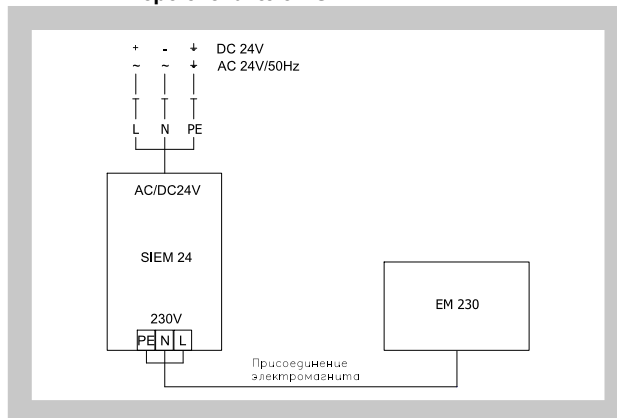 + - ⏚ DC 24V
~ ~ ⏚ AC 24V/50Hz
L N PE
AC/DC24V
SIEM 24
230V
PE N L
EM 230
Присоединение
электромагнита